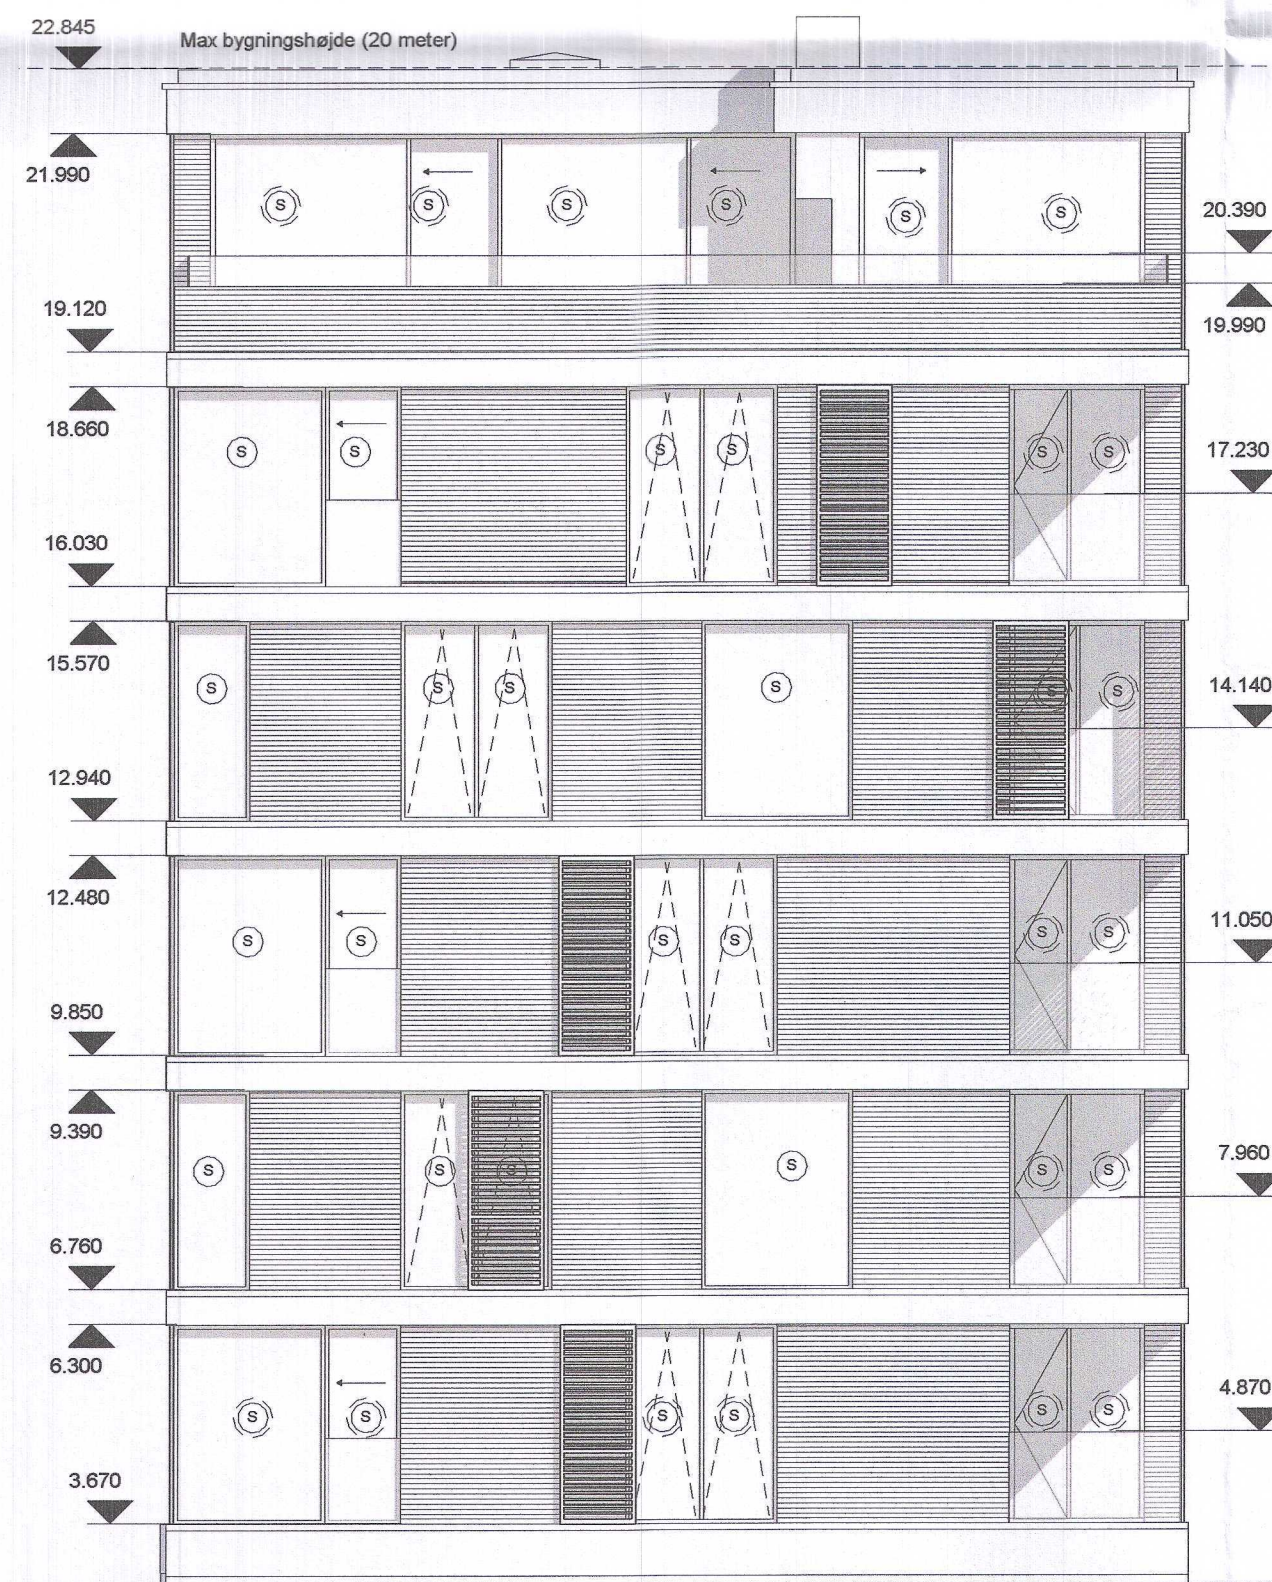 22.845
Max bygningshøjde (20 meter)
21.990
S S S S S S
20.390
19.120
19.990
18.660
S S S S S S
17.230
16.030
15.570
S S S S S S
14.140
12.940
12.480
S S S S S S
11.050
9.850
9.390
S S S S S S
7.960
6.760
6.300
S S S S S S
4.870
3.670